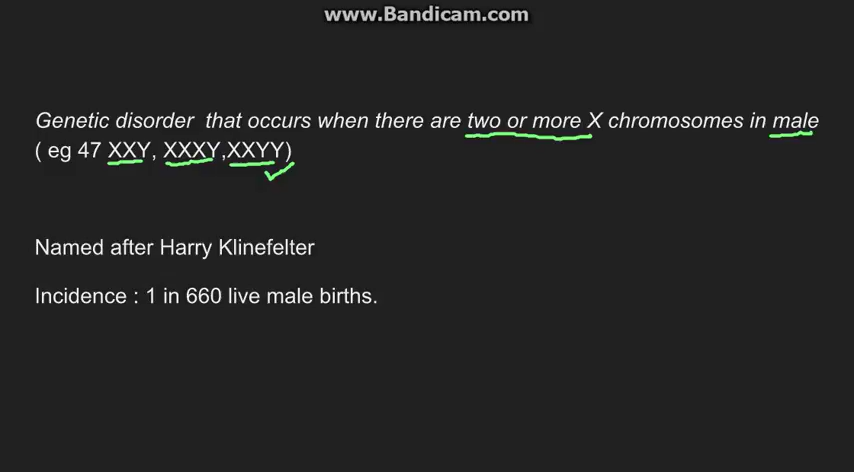 www.Bandicam.com
Genetic disorder that occurs when there are two or more X chromosomes in male
( eg 47 XXY, XXXY,XXYY)
Named after Harry Klinefelter
Incidence : 1 in 660 live male births.